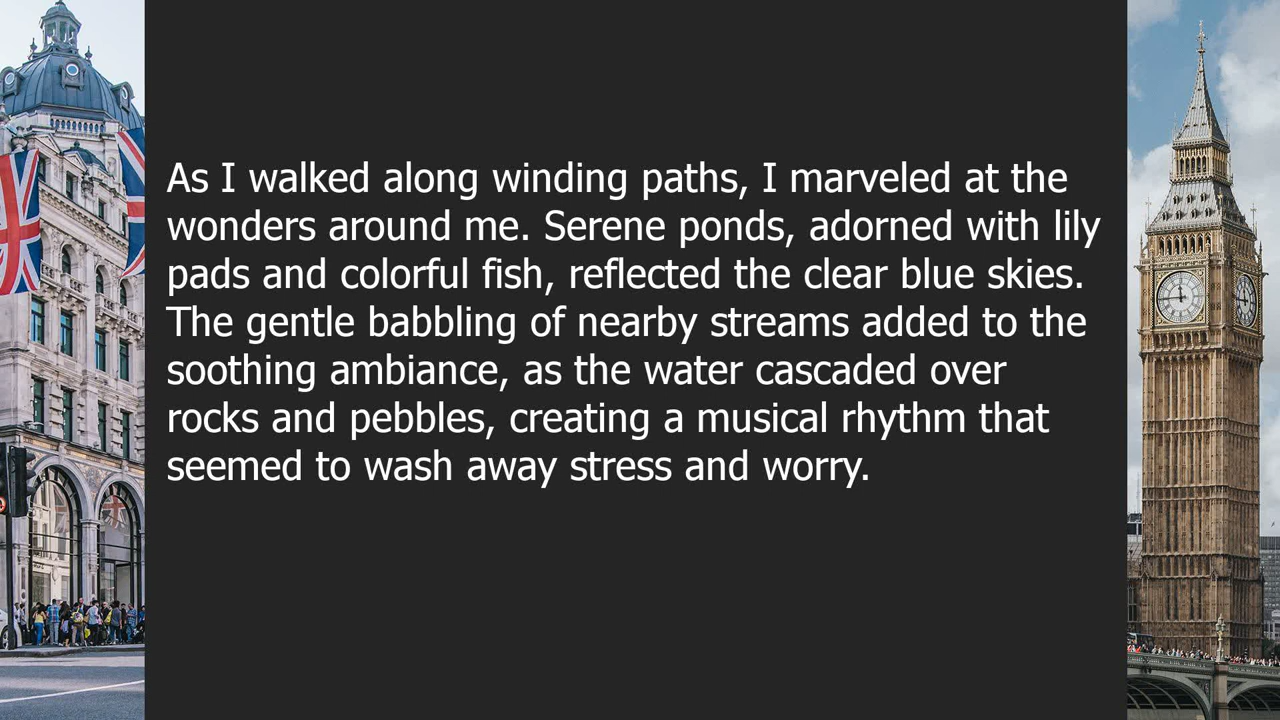 As I walked along winding paths, I marveled at the
wonders around me. Serene ponds, adorned with lily
pads and colorful fish, reflected the clear blue skies.
The gentle babbling of nearby streams added to the
soothing ambiance, as the water cascaded over
rocks and pebbles, creating a musical rhythm that
seemed to wash away stress and worry.